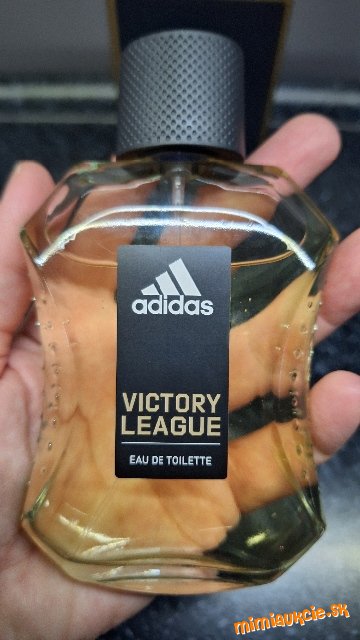 adidas
VICTORY
LEAGUE
EAU DE TOILETTE
mimiaukcie.sk